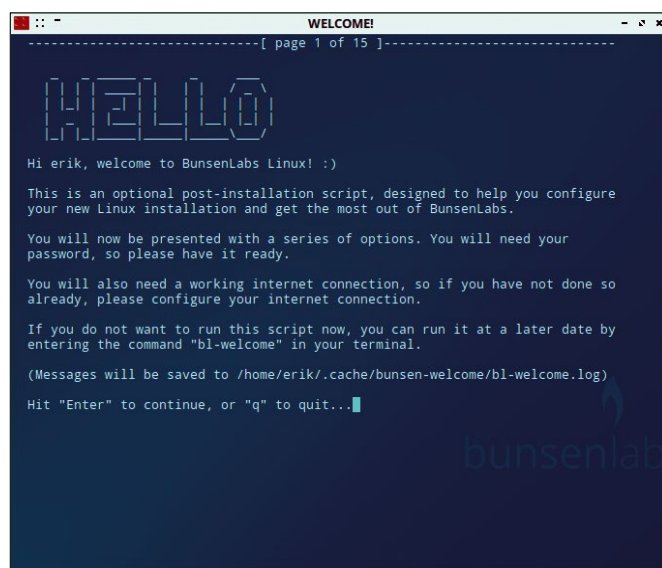 WELCOME!
------------------------------[ page 1 of 15 ]------------------------------
HELLO
Hi erik, welcome to BunsenLabs Linux! :)
This is an optional post-installation script, designed to help you configure
your new Linux installation and get the most out of BunsenLabs.
You will now be presented with a series of options. You will need your
password, so please have it ready.
You will also need a working internet connection, so if you have not done so
already, please configure your internet connection.
If you do not want to run this script now, you can run it at a later date by
entering the command "bl-welcome" in your terminal.
(Messages will be saved to /home/erik/.cache/bunsen-welcome/bl-welcome.log)
Hit "Enter" to continue, or "q" to quit...
bunsenlab